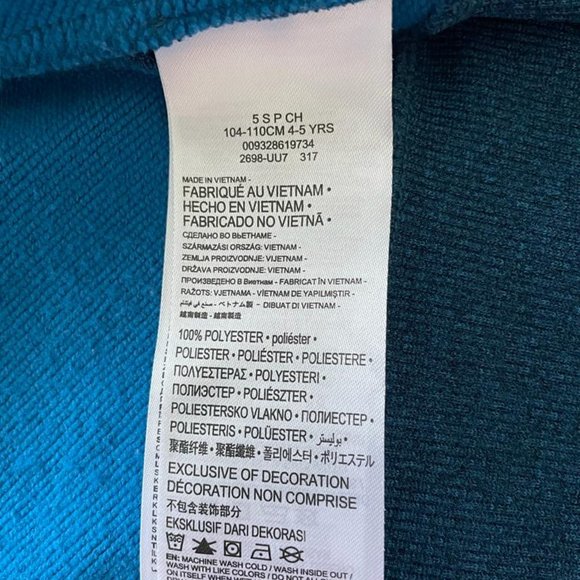 5 S P CH
104-110CM 4-5 YRS
009328619734
2698-UU7 317
MADE IN VIETNAM -
FABRIQUÉ AU VIETNAM •
HECHO EN VIETNAM •
FABRICADO NO VIETNÃ •
СДЕЛАНО ВО ВЬЕТНАМЕ -
SZÁRMAZÁSI ORSZÁG: VIETNAM -
ZEMLJA PROIZVODNJE: VIJETNAM -
DRŽAVA PROIZVODNJE: VIETNAM -
ПРОИЗВЕДЕНО В Виетнам - FABRICAT ÎN VIETNAM -
RAŽOTS: VJETNAMA - VİETNAM DE YAPILMIŞTIR -
صنع في فيتنام - ベトナム製 - DIBUAT DI VIETNAM -
越南制造 - 越南製造
100% POLYESTER • poliéster •
POLIESTER • POLIÉSTER • POLIESTERE •
ΠΟΛΥΕΣΤΕΡΑΣ • POLYESTERI •
ПОЛИЭСТЕР • POLIÉSZTER •
POLIESTERSKO VLAKNO • ПОЛИЕСТЕР •
POLIESTERIS • POLÜESTER • بوليستر •
聚酯纤维 • 聚酯纖維 • 폴리에스터 • ポリエステル
EXCLUSIVE OF DECORATION
DÉCORATION NON COMPRISE
不包含装饰部分
EKSKLUSIF DARI DEKORASI
EN: MACHINE WASH COLD / WASH INSIDE OUT /
WASH WITH LIKE COLORS / DO NOT USE